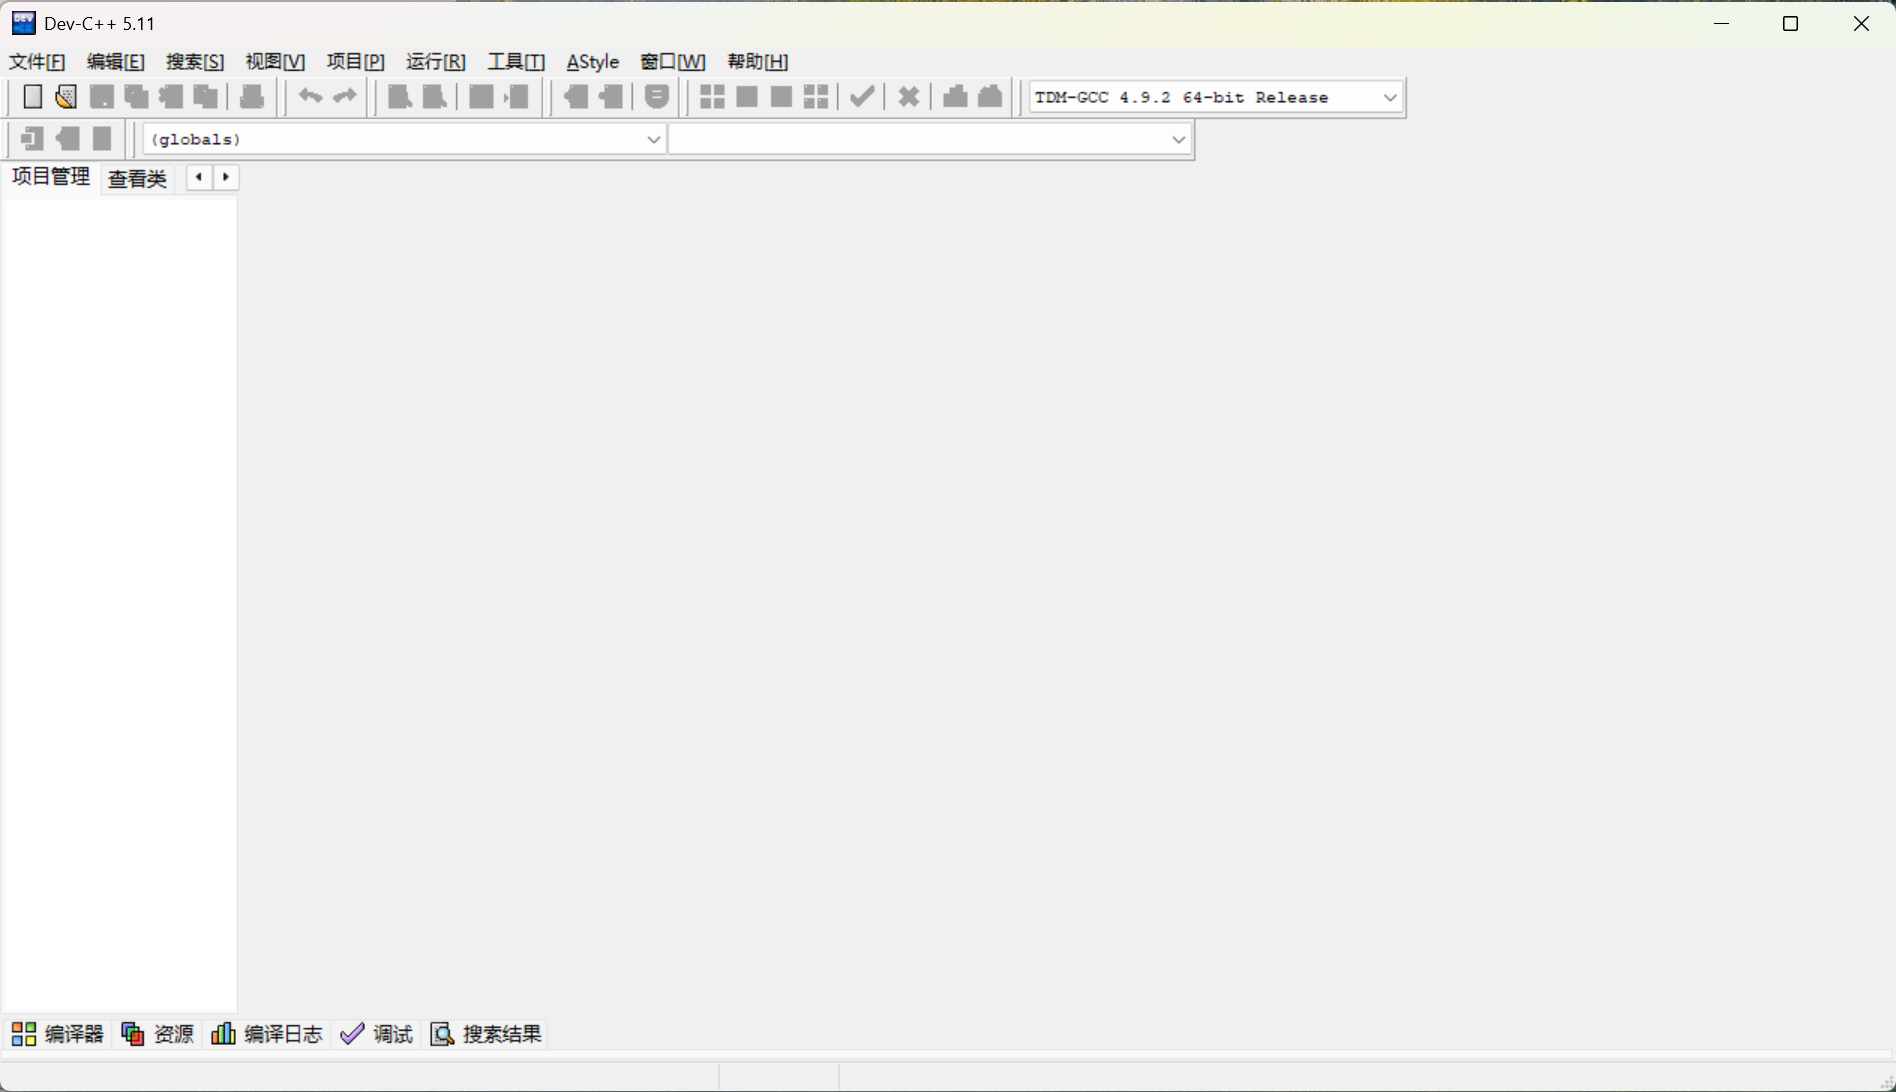 Dev-C++ 5.11
文件[F] 编辑[E] 搜索[S] 视图[V] 项目[P] 运行[R] 工具[T] AStyle 窗口[W] 帮助[H]
TDM-GCC 4.9.2 64-bit Release
(globals)
项目管理 查看类
编译器 资源 编译日志 调试 搜索结果